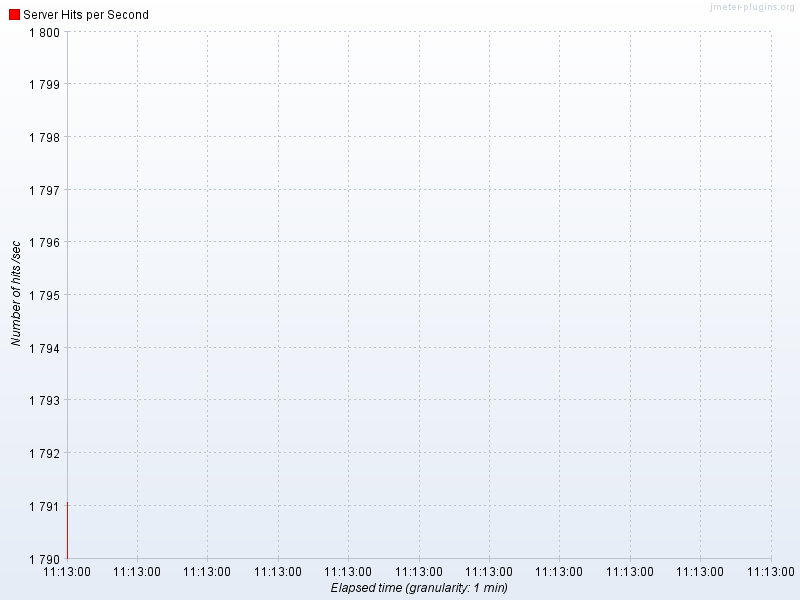 Server Hits per Second
jmeter-plugins.org
1 800
1 799
1 798
1 797
1 796
1 795
1 794
1 793
1 792
1 791
1 790
Number of hits /sec
11:13:00 11:13:00 11:13:00 11:13:00 11:13:00 11:13:00 11:13:00 11:13:00 11:13:00 11:13:00 11:13:00
Elapsed time (granularity: 1 min)